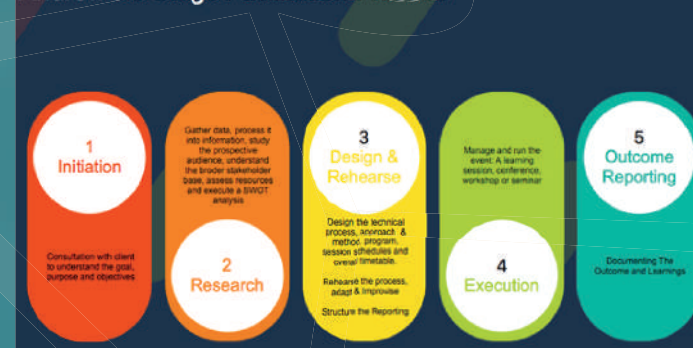 1
Initiation
Consultation with client
to understand the goal,
purpose and objectives
Gather data, process it
into information, study
the prospective
audience, understand
the broder stakeholder
base, assess resources
and execute a SWOT
analysis
2
Research
3
Design &
Rehearse
Design the technical
process, approach &
method, program,
session schedules and
overal timetable.
Rehearse the process,
adapt & Improvise
Structure the Reporting
Manage and run the
event: A learning
session, conference,
workshop or seminar
4
Execution
5
Outcome
Reporting
Documenting The
Outcome and Learnings